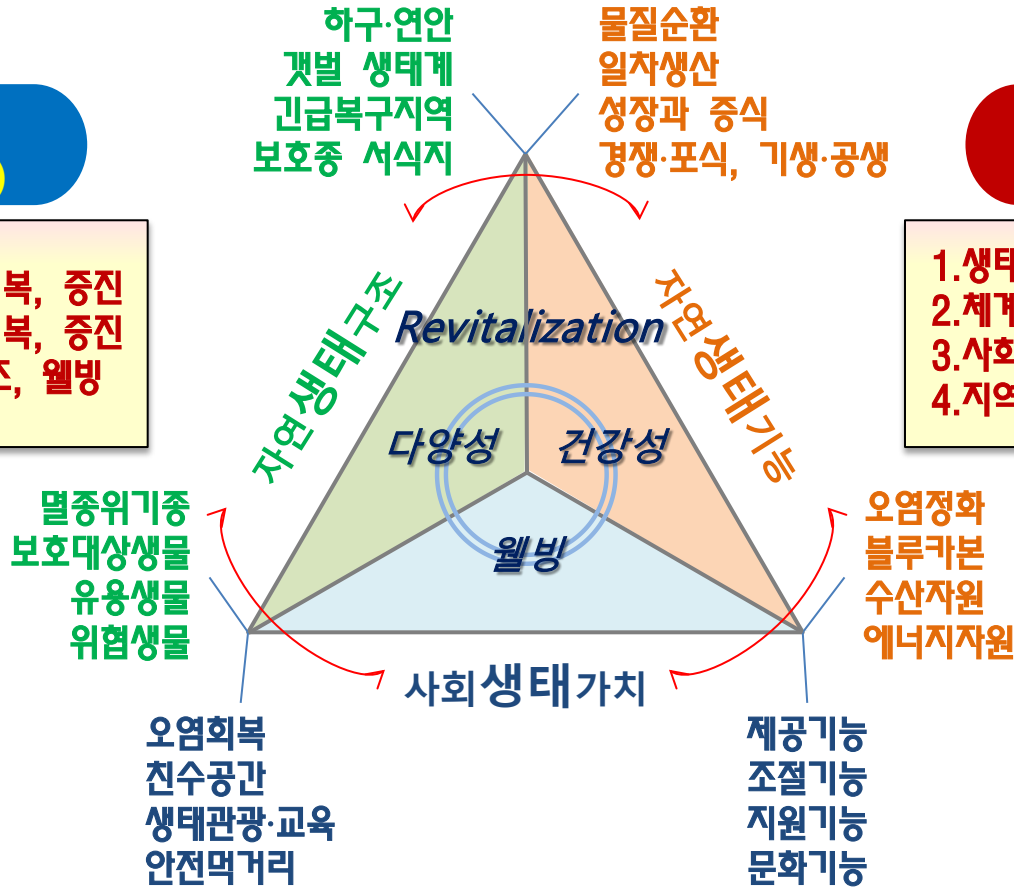 하구·연안
갯벌 생태계
긴급복구지역
보호종 서식지
물질순환
일차생산
성장과 증식
경쟁·포식, 기생·공생
복, 증진
복, 증진
, 웰빙
1.생태
2.체계
3.사회
4.지역
자연생태구조
Revitalization
자연생태기능
다양성
건강성
웰빙
멸종위기종
보호대상생물
유용생물
위협생물
오염정화
블루카본
수산자원
에너지자원
사회생태가치
오염회복
친수공간
생태관광·교육
안전먹거리
제공기능
조절기능
지원기능
문화기능